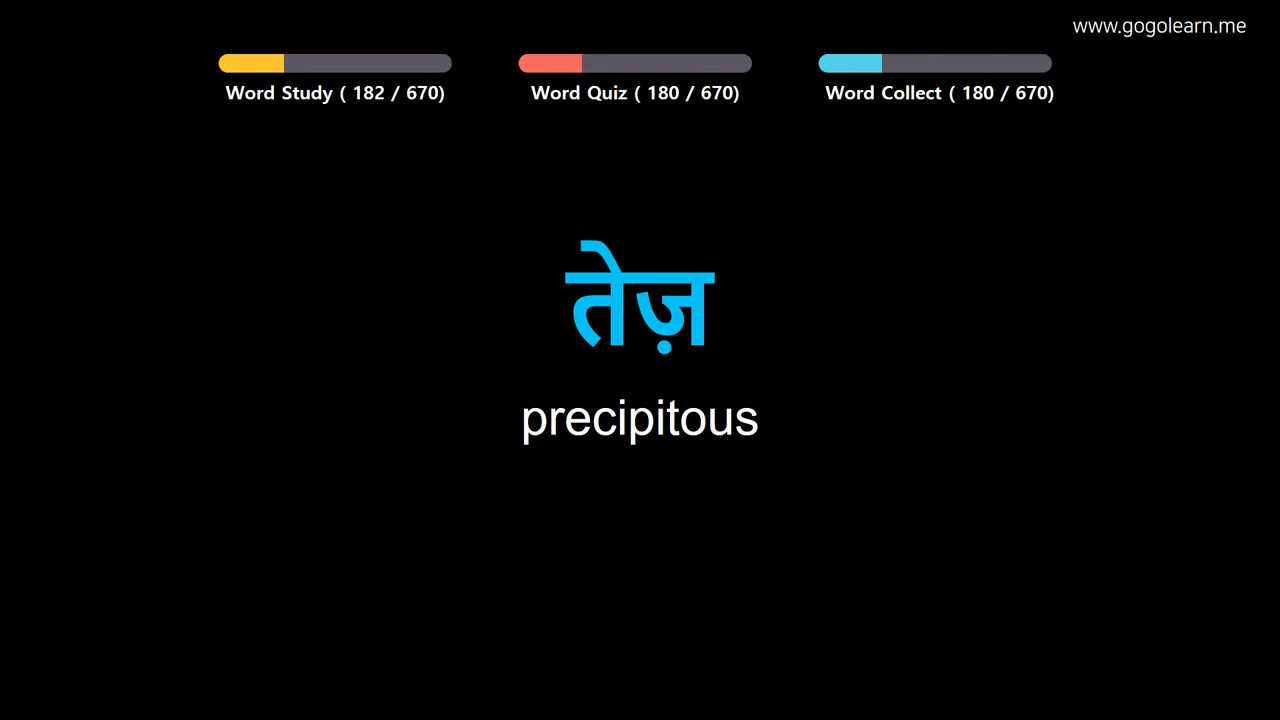 www.gogolearn.me
Word Study ( 182 / 670)
Word Quiz ( 180 / 670)
Word Collect ( 180 / 670)
तेज़
precipitous